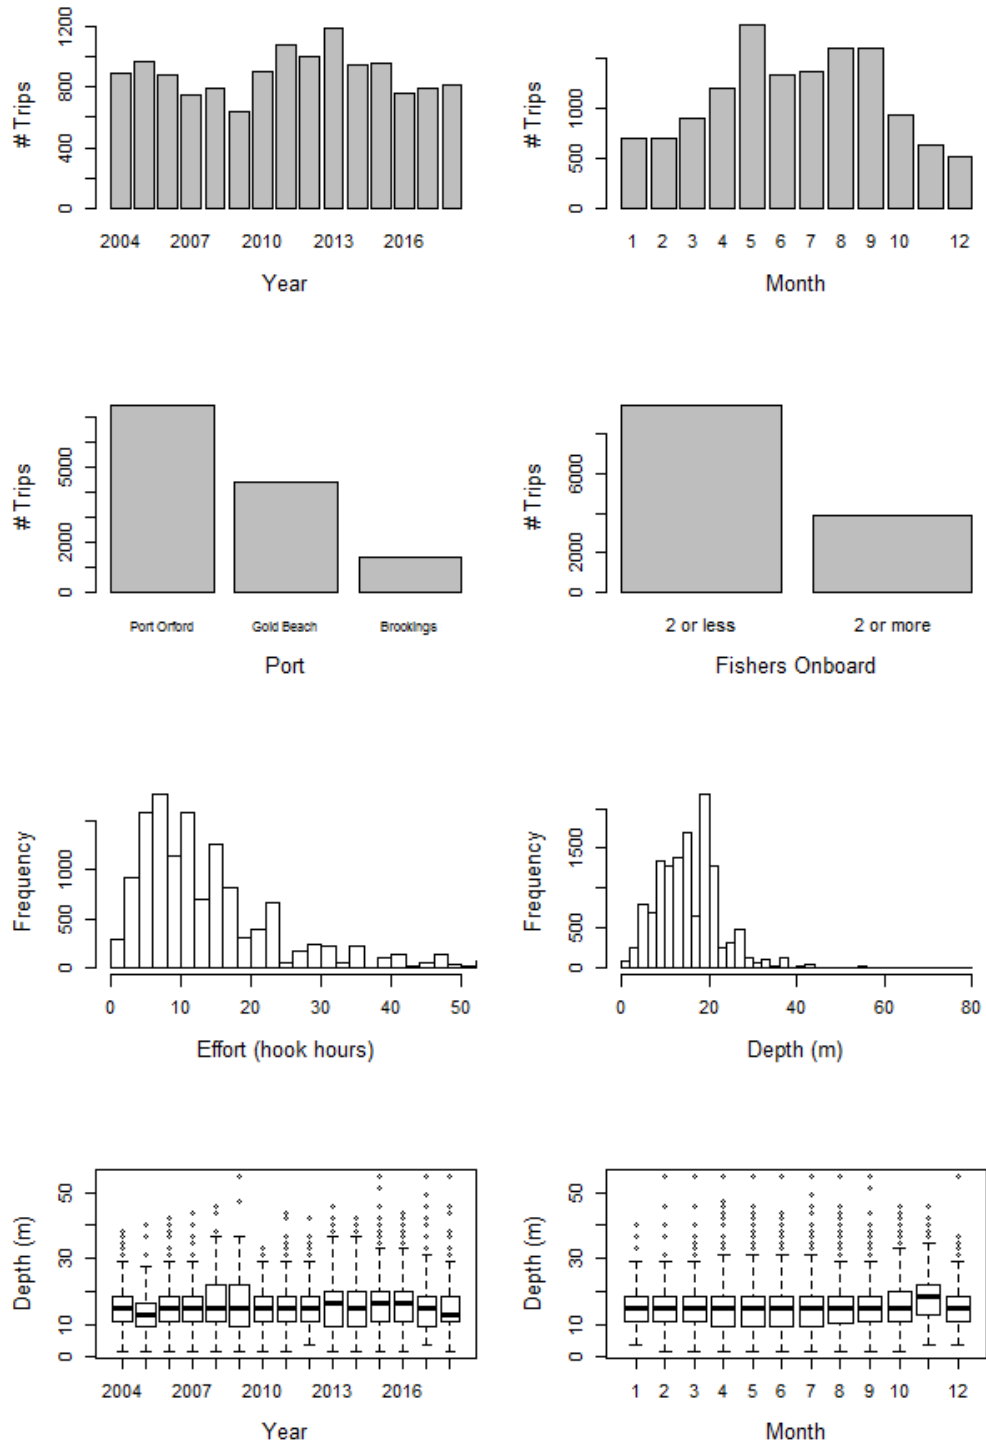 # Trips
0 400 800 1200
2004 2007 2010 2013 2016
Year
# Trips
0 500 1000
1 2 3 4 5 6 7 8 9 10 12
Month
# Trips
0 2000 5000
Port Orford Gold Beach Brookings
Port
# Trips
0 2000 6000
2 or less 2 or more
Fishers Onboard
Frequency
0 500 1000
0 10 20 30 40 50
Effort (hook hours)
Frequency
0 500 1500
0 20 40 60 80
Depth (m)
Depth (m)
0 10 30 50
2004 2007 2010 2013 2016
Year
Depth (m)
0 10 30 50
1 2 3 4 5 6 7 8 9 10 12
Month